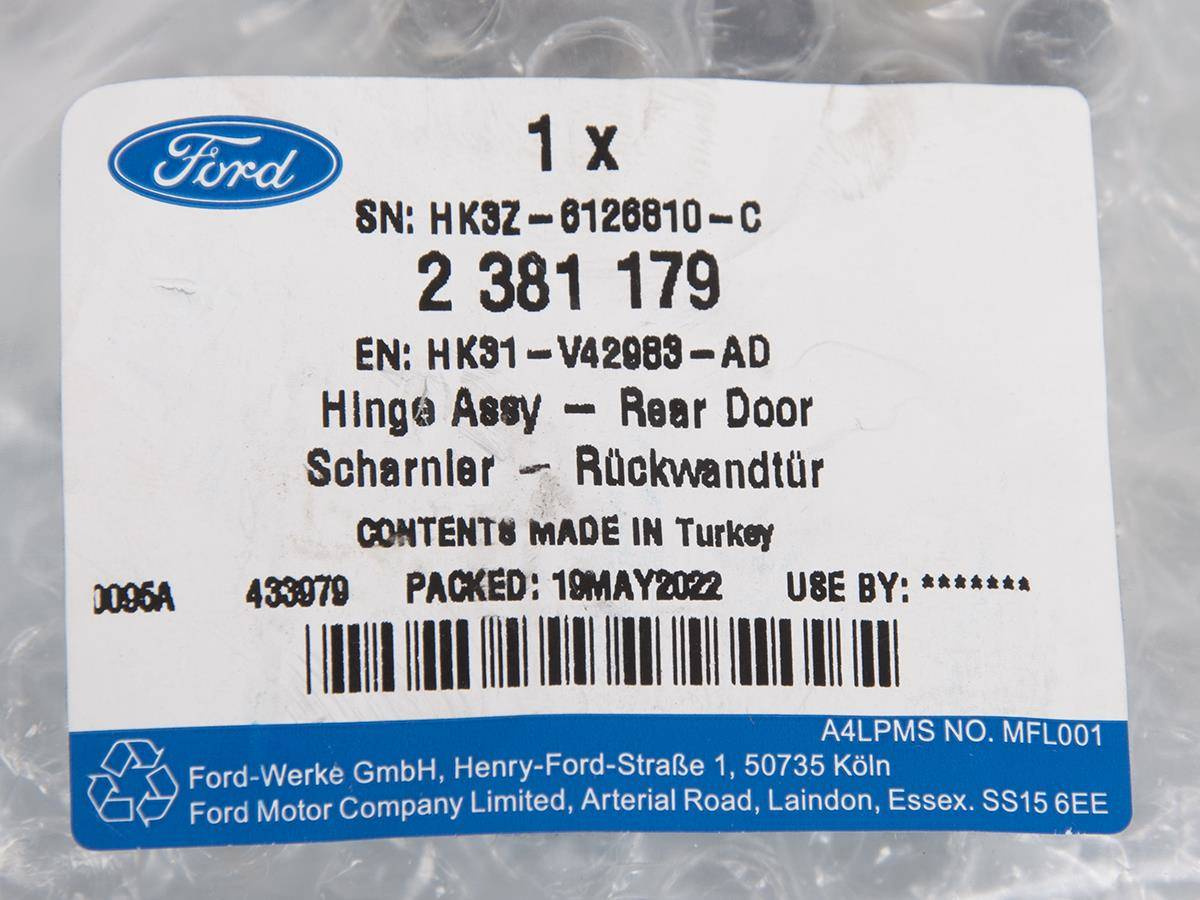 Ford
1 x
SN: HK3Z-6126810-C
2 381 179
EN: HK31-V42983-AD
Hinge Assy - Rear Door
Scharnier - Rückwandtür
CONTENTS MADE IN Turkey
0095A 433979 PACKED: 19MAY2022 USE BY: *******
A4LPMS NO. MFL001
Ford-Werke GmbH, Henry-Ford-Straße 1, 50735 Köln
Ford Motor Company Limited, Arterial Road, Laindon, Essex. SS15 6EE